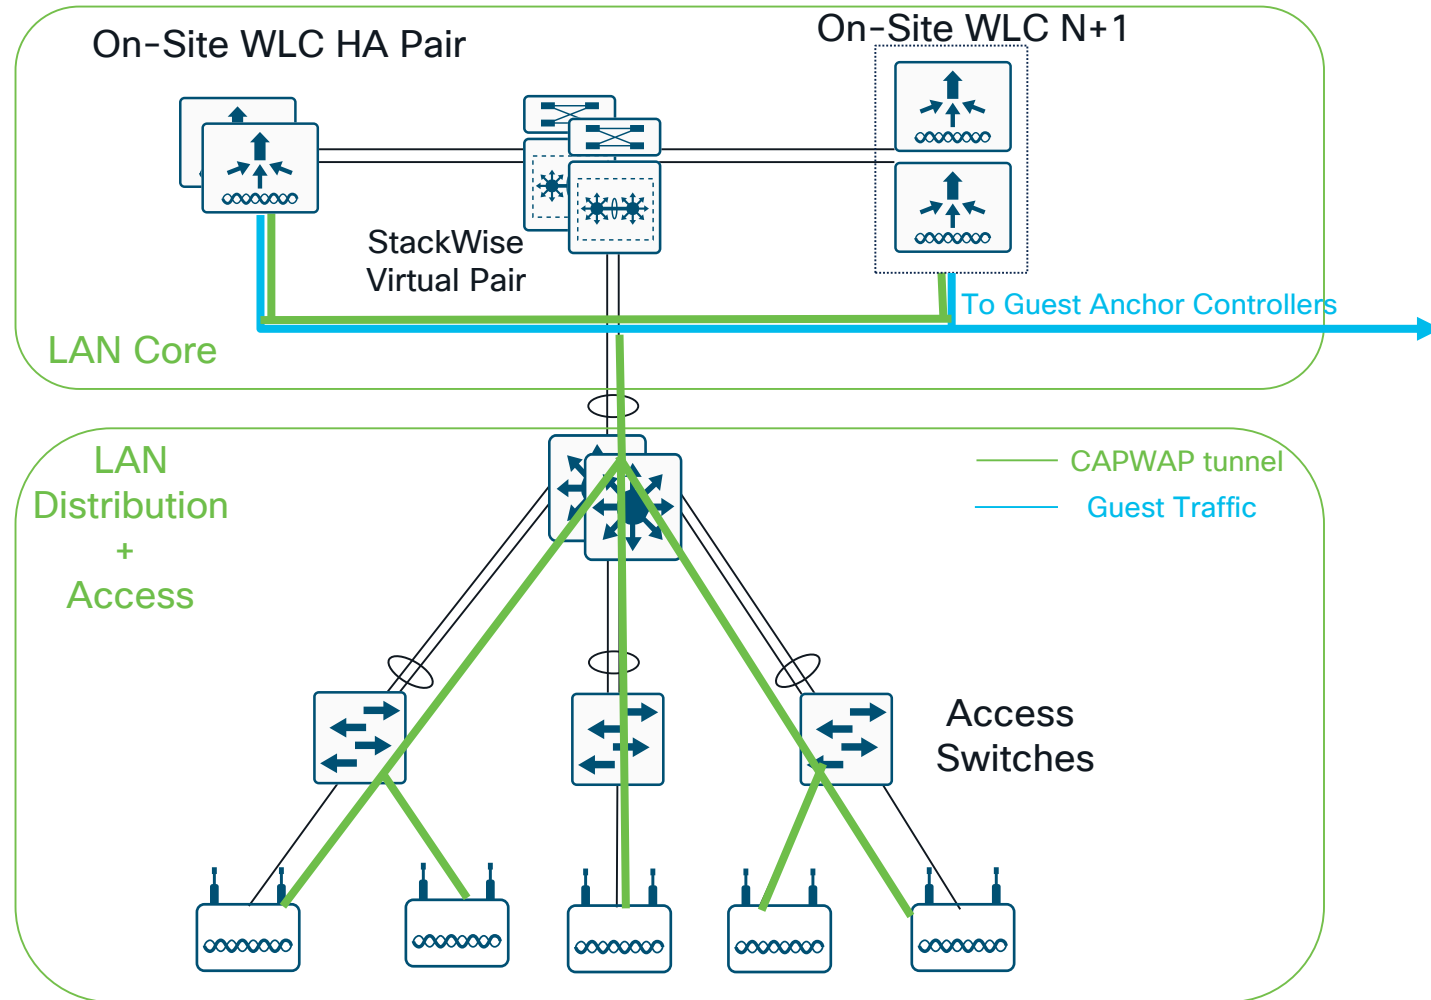 On-Site WLC HA Pair
On-Site WLC N+1
StackWise
Virtual Pair
To Guest Anchor Controllers
LAN Core
LAN
Distribution
+
Access
CAPWAP tunnel
Guest Traffic
Access
Switches